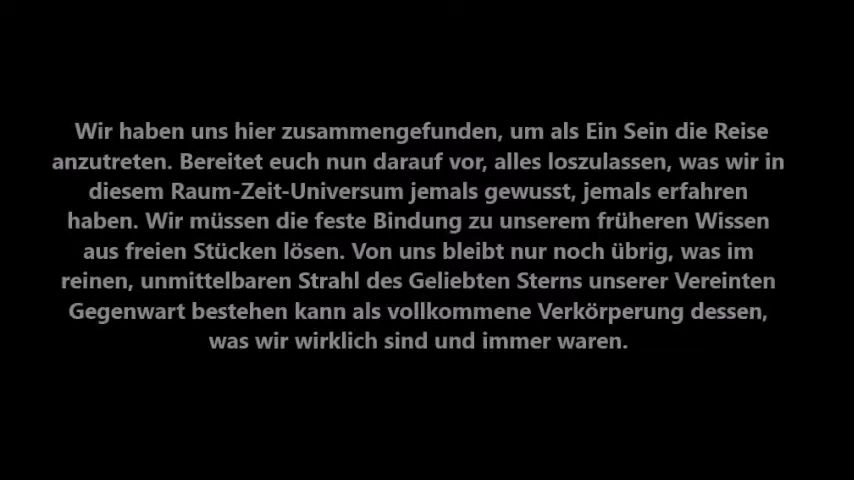 Wir haben uns hier zusammengefunden, um als Ein Sein die Reise
anzutreten. Bereitet euch nun darauf vor, alles loszulassen, was wir in
diesem Raum-Zeit-Universum jemals gewusst, jemals erfahren
haben. Wir müssen die feste Bindung zu unserem früheren Wissen
aus freien Stücken lösen. Von uns bleibt nur noch übrig, was im
reinen, unmittelbaren Strahl des Geliebten Sterns unserer Vereinten
Gegenwart bestehen kann als vollkommene Verkörperung dessen,
was wir wirklich sind und immer waren.